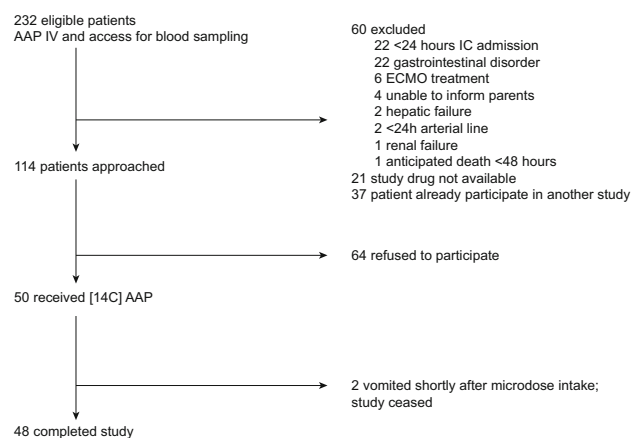 232 eligible patients
AAP IV and access for blood sampling
60 excluded
22 <24 hours IC admission
22 gastrointestinal disorder
6 ECMO treatment
4 unable to inform parents
2 hepatic failure
2 <24h arterial line
1 renal failure
1 anticipated death <48 hours
21 study drug not available
37 patient already participate in another study
114 patients approached
64 refused to participate
50 received [14C] AAP
2 vomited shortly after microdose intake;
study ceased
48 completed study